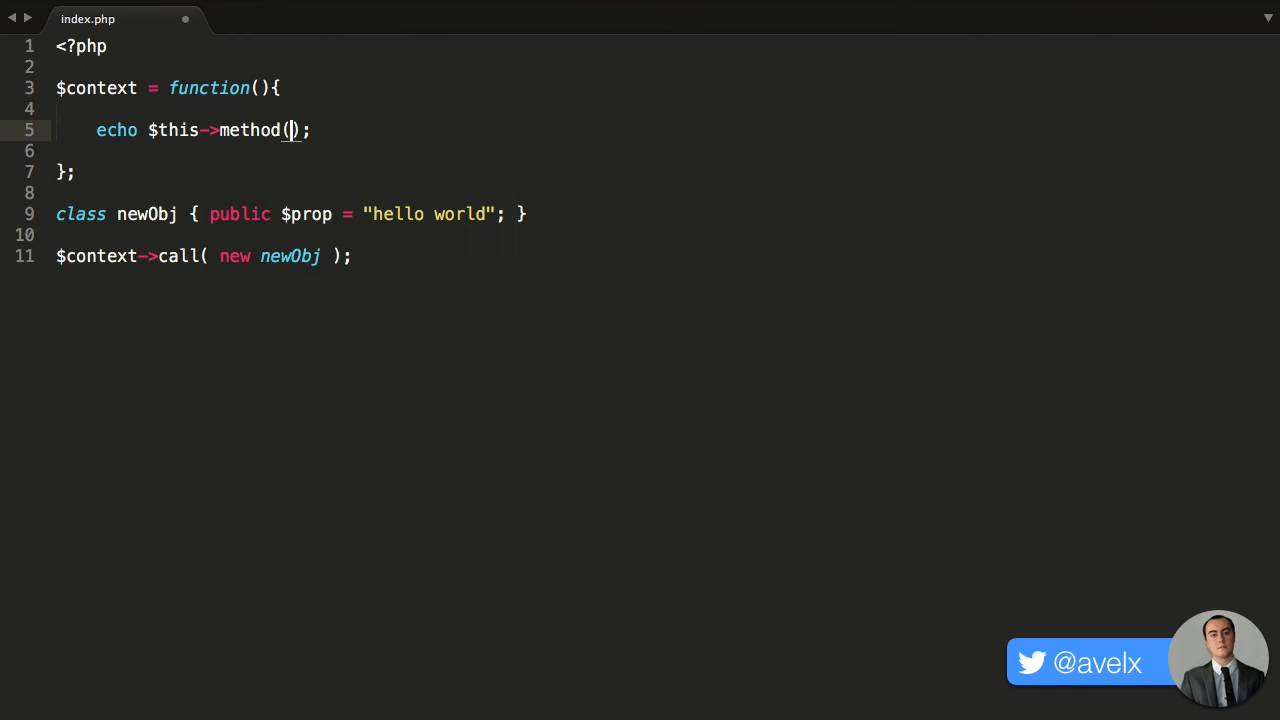 index.php
1 <?php
2
3 $context = function(){
4
5 echo $this->method();
6
7 };
8
9 class newObj { public $prop = "hello world"; }
10
11 $context->call( new newObj );
@avelx